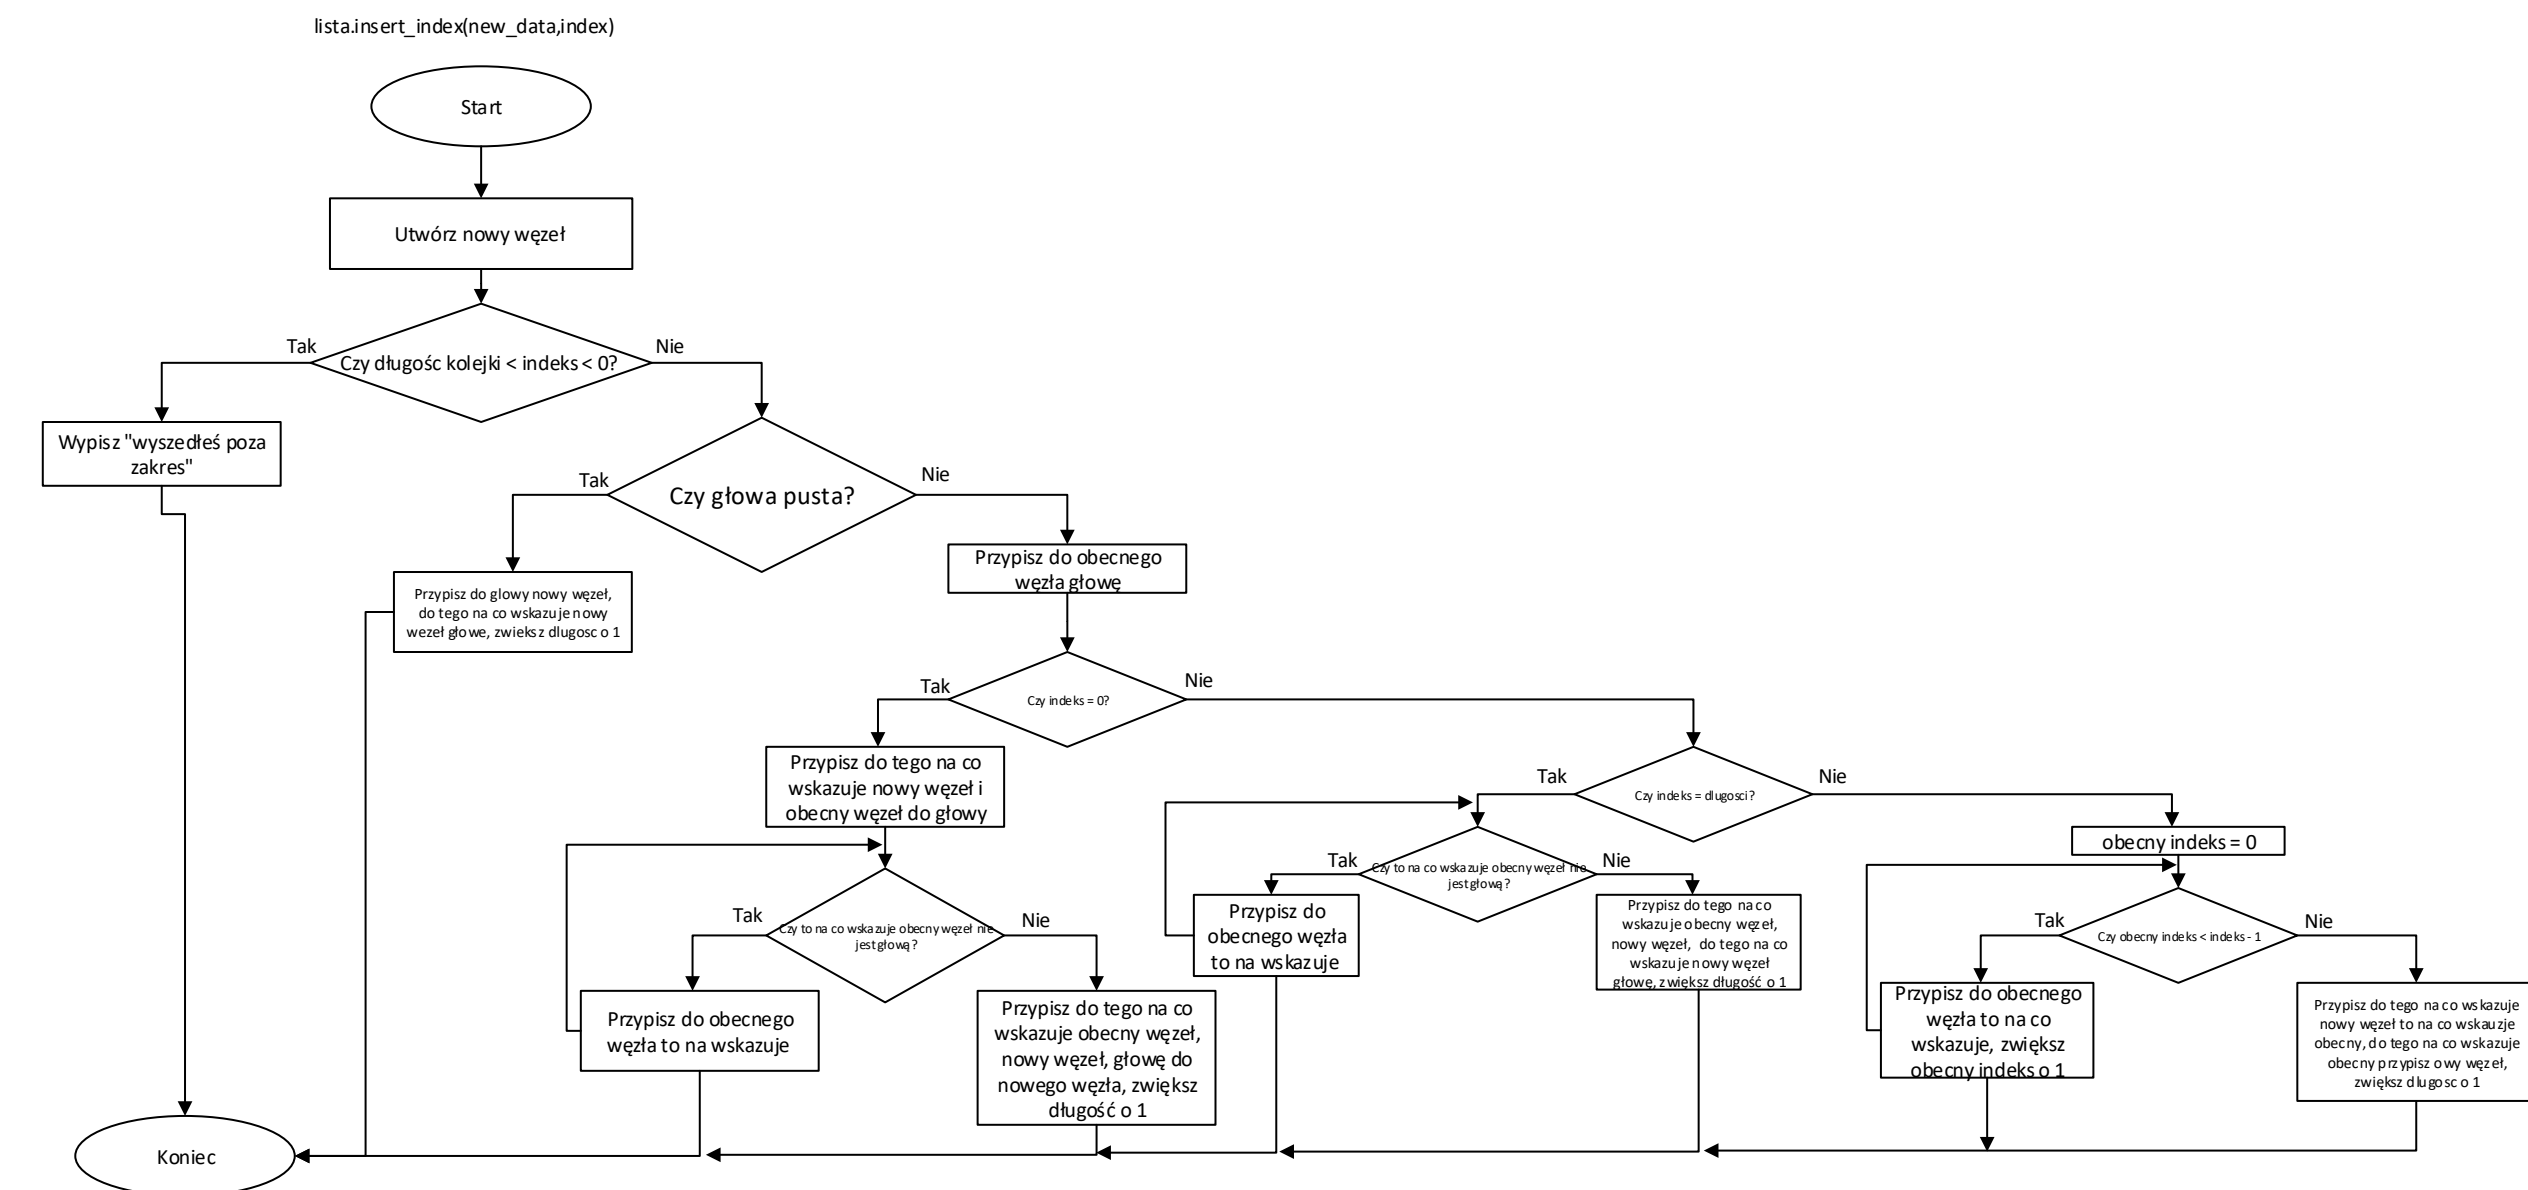 lista.insert_index(new_data,index)
Start
Utwórz nowy węzeł
Tak
Czy długośc kolejki < indeks < 0?
Nie
Wypisz "wyszedłeś poza
zakres"
Tak
Czy głowa pusta?
Nie
Przypisz do glowy nowy węzeł,
do tego na co wskazuje nowy
wezeł głowe, zwieksz dlugosc o 1
Przypisz do obecnego
węzła głowę
Tak
Czy indeks = 0?
Nie
Przypisz do tego na co
wskazuje nowy węzeł i
obecny węzeł do głowy
Tak
Czy to na co wskazuje obecny węzeł nie
jest głową?
Nie
Przypisz do obecnego
węzła to na wskazuje
Przypisz do tego na co
wskazuje obecny węzeł,
nowy węzeł, głowę do
nowego węzła, zwiększ
długość o 1
Tak
Czy indeks = dlugosci?
Nie
Tak
Czy to na co wskazuje obecny węzeł nie
jest głową?
Nie
Przypisz do
obecnego węzła
to na wskazuje
Przypisz do tego na co
wskazuje obecny węzeł,
nowy węzeł, do tego na co
wskazuje nowy węzeł
głowę, zwiększ długość o 1
obecny indeks = 0
Tak
Czy obecny indeks < indeks - 1
Nie
Przypisz do obecnego
węzła to na co
wskazuje, zwiększ
obecny indeks o 1
Przypisz do tego na co wskazuje
nowy węzeł to na co wskauzje
obecny, do tego na co wskazuje
obecny przypisz owy węzeł,
zwiększ dlugosc o 1
Koniec